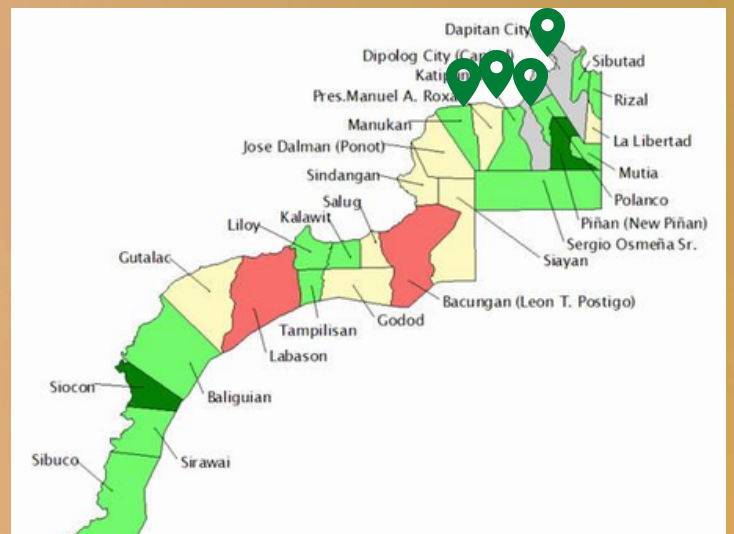 Dapitan City
Dipolog City
Sibutad
Pres.Manuel A. Roxas
Rizal
Manukan
La Libertad
Jose Dalman (Ponot)
Mutia
Sindangan
Polanco
Salug
Piñan (New Piñan)
Kalawit
Liloy
Sergio Osmeña Sr.
Siayan
Gutalac
Bacungan (Leon T. Postigo)
Godod
Tampilisan
Labason
Siocon
Baliguian
Sibuco
Sirawai